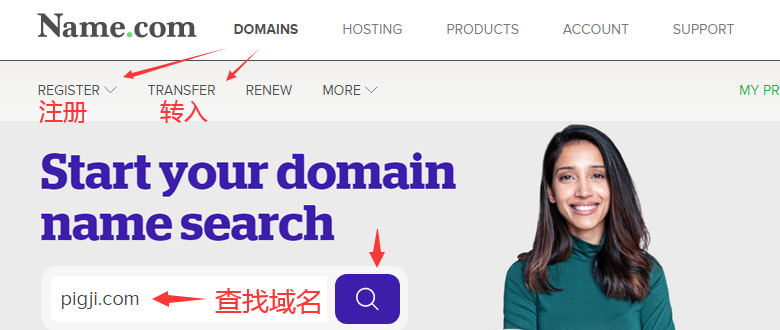 Name.com DOMAINS HOSTING PRODUCTS ACCOUNT SUPPORT
REGISTER TRANSFER RENEW MORE MY PR
注册 转入
Start your domain
name search
pigji.com 查找域名